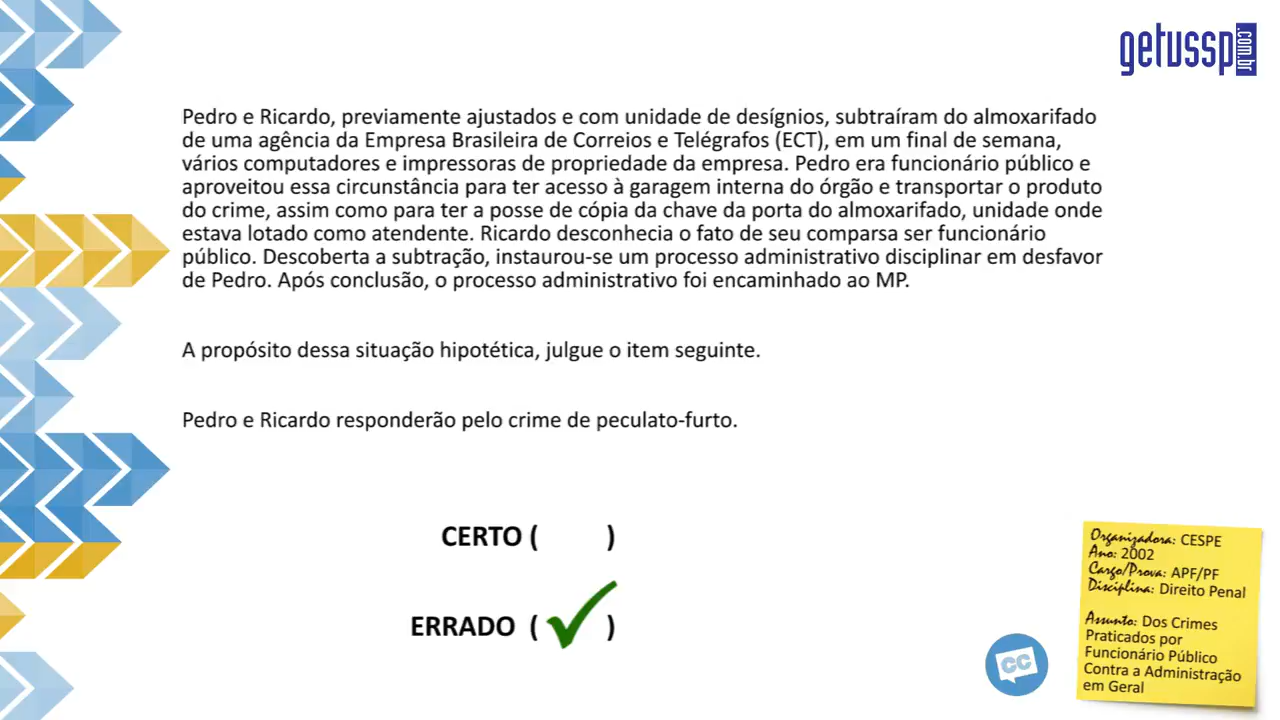 getussp.com.br
Pedro e Ricardo, previamente ajustados e com unidade de desígnios, subtraíram do almoxarifado
de uma agência da Empresa Brasileira de Correios e Telégrafos (ECT), em um final de semana,
vários computadores e impressoras de propriedade da empresa. Pedro era funcionário público e
aproveitou essa circunstância para ter acesso à garagem interna do órgão e transportar o produto
do crime, assim como para ter a posse de cópia da chave da porta do almoxarifado, unidade onde
estava lotado como atendente. Ricardo desconhecia o fato de seu comparsa ser funcionário
público. Descoberta a subtração, instaurou-se um processo administrativo disciplinar em desfavor
de Pedro. Após conclusão, o processo administrativo foi encaminhado ao MP.
A propósito dessa situação hipotética, julgue o item seguinte.
Pedro e Ricardo responderão pelo crime de peculato-furto.
CERTO ( )
ERRADO ( )
Organizadora: CESPE
Ano: 2002
Cargo/Prova: APF/PF
Disciplina: Direito Penal
Assunto: Dos Crimes
Praticados por
Funcionário Público
Contra a Administração
em Geral
CC